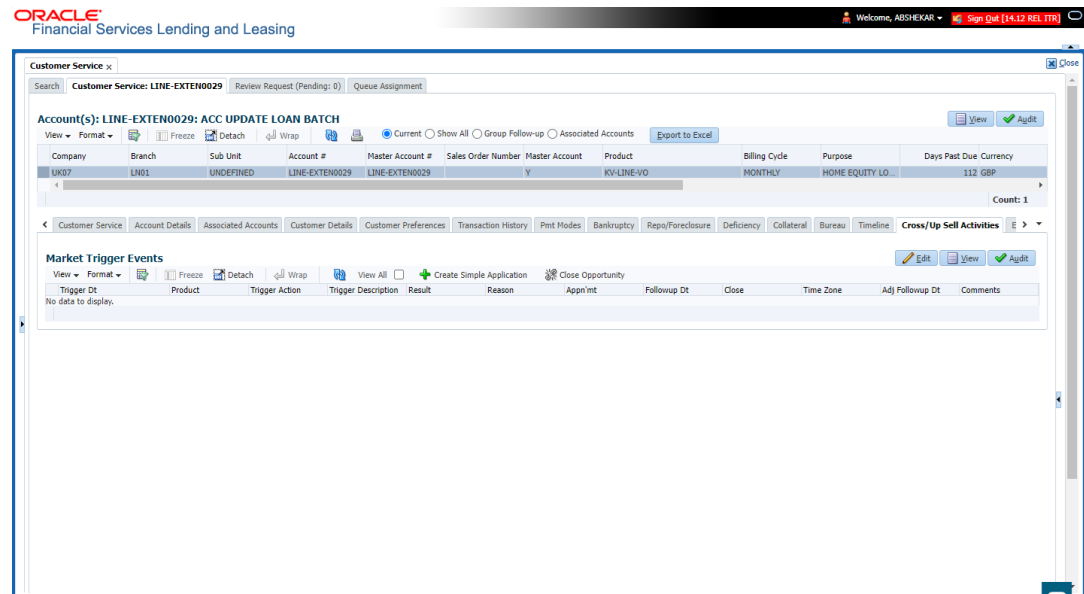 ORACLE
Financial Services Lending and Leasing
Welcome, ABSHEKAR
Sign Out [14.12 REL ITR]
Customer Service ×
Close
Search Customer Service: LINE-EXTEN0029 Review Request (Pending: 0) Queue Assignment
Account(s): LINE-EXTEN0029: ACC UPDATE LOAN BATCH
View Audit
View Format Freeze Detach Wrap Current Show All Group Follow-up Associated Accounts Export to Excel
Company Branch Sub Unit Account # Master Account # Sales Order Number Master Account Product Billing Cycle Purpose Days Past Due Currency
UK07 LN01 UNDEFINED LINE-EXTEN0029 LINE-EXTEN0029 Y KV-LINE-VO MONTHLY HOME EQUITY LO... 112 GBP
Count: 1
Customer Service Account Details Associated Accounts Customer Details Customer Preferences Transaction History Pmt Modes Bankruptcy Repo/Foreclosure Deficiency Collateral Bureau Timeline Cross/Up Sell Activities
Market Trigger Events
Edit View Audit
View Format Freeze Detach Wrap View All Create Simple Application Close Opportunity
Trigger Dt Product Trigger Action Trigger Description Result Reason Appn'mt Followup Dt Close Time Zone Adj Followup Dt Comments
No data to display.